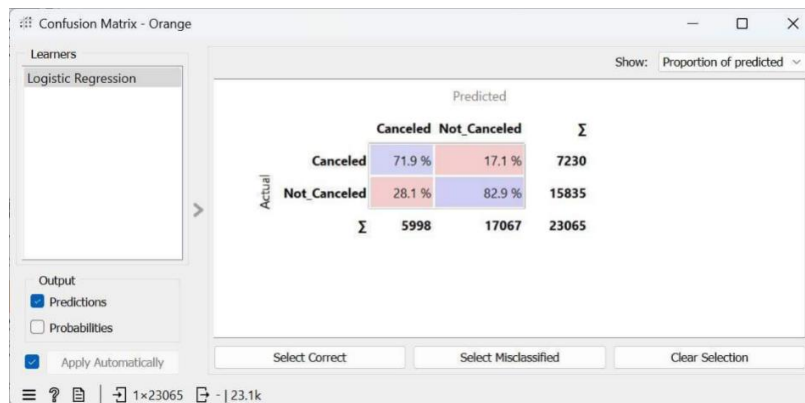 Confusion Matrix - Orange
Learners
Logistic Regression
Show: Proportion of predicted
Predicted
Canceled Not_Canceled Σ
Actual
Canceled 71.9 % 17.1 % 7230
Not_Canceled 28.1 % 82.9 % 15835
Σ 5998 17067 23065
Output
Predictions
Probabilities
Apply Automatically
Select Correct Select Misclassified Clear Selection
1×23065 - | 23.1k